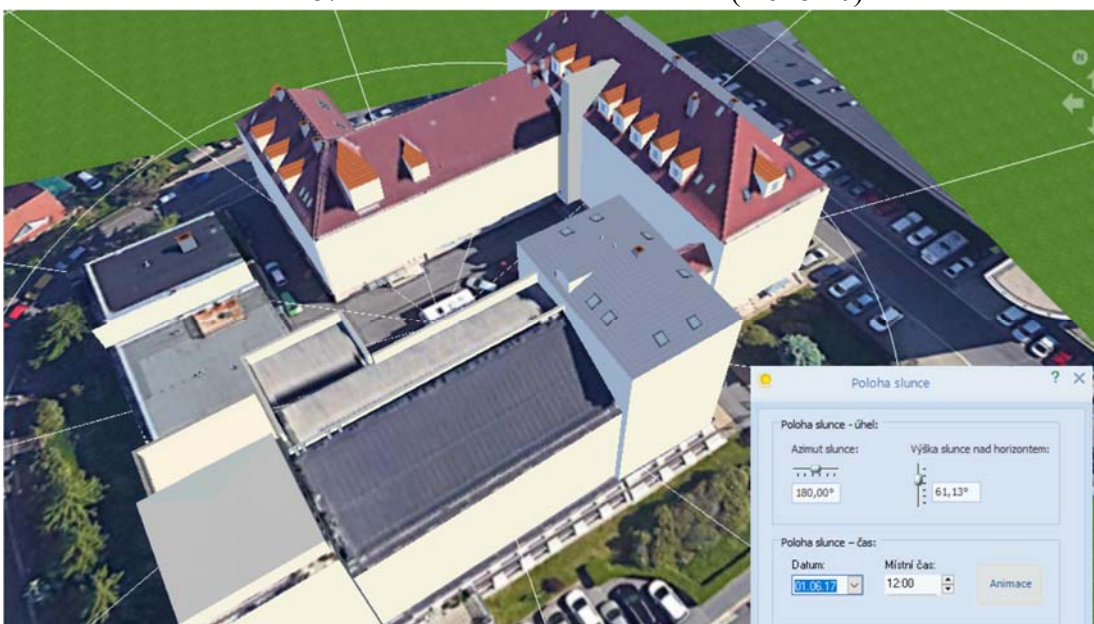 Poloha slunce
? ×
Poloha slunce - úhel:
Azimut slunce: Výška slunce nad horizontem:
180,00° 61,13°
Poloha slunce – čas:
Datum: Místní čas:
01.06.17 12:00 Animace